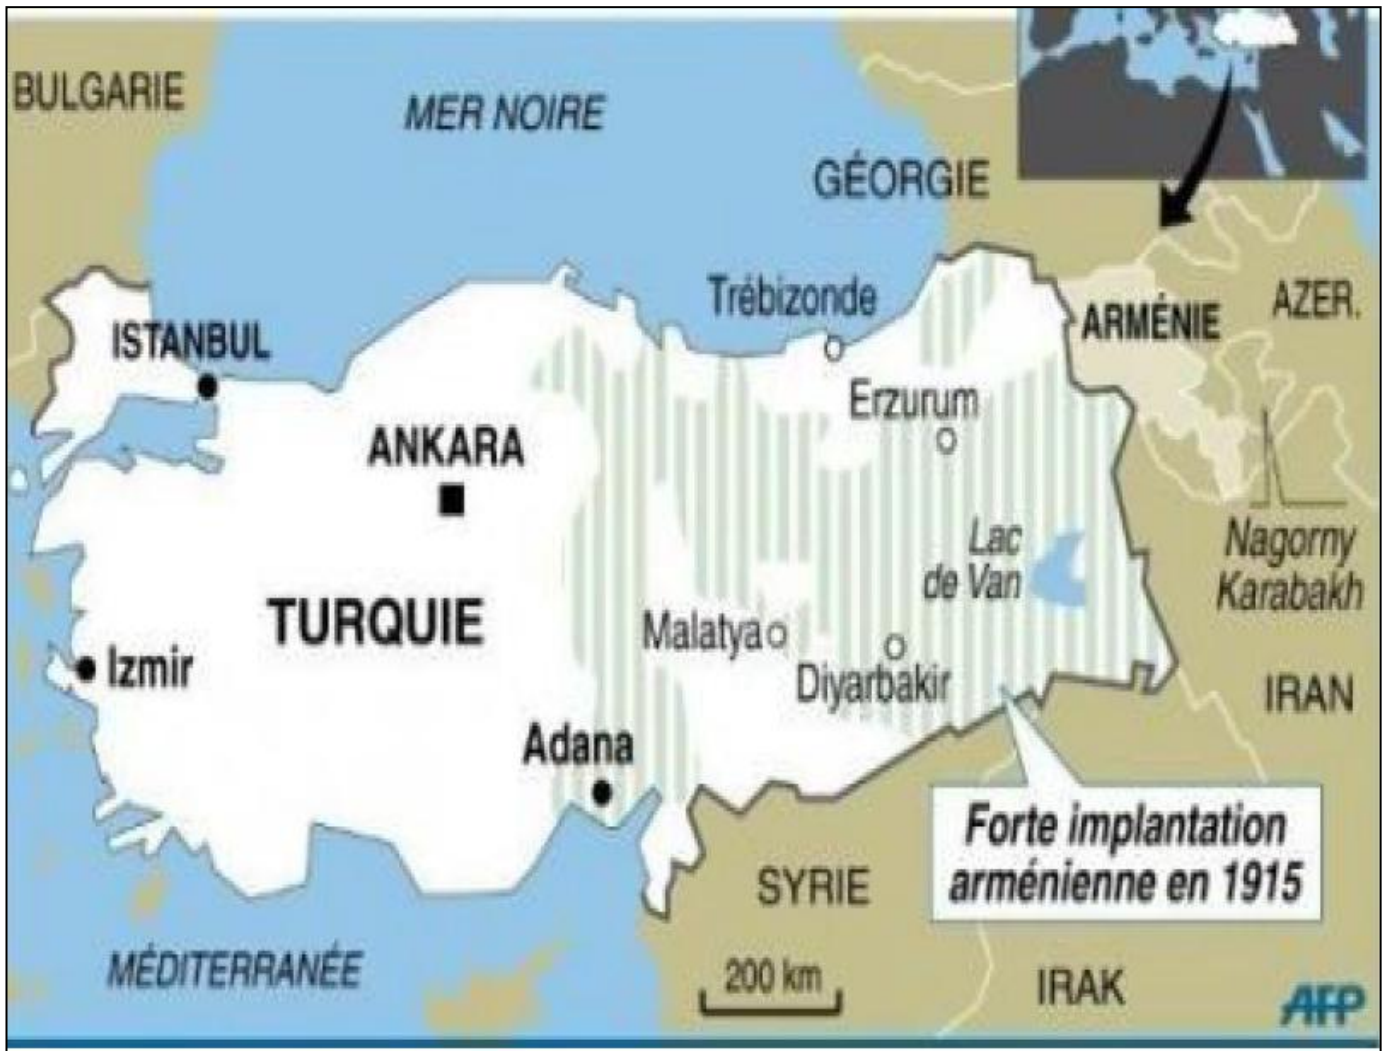 BULGARIE
MER NOIRE
GÉORGIE
Trébizonde
AZER.
ARMÉNIE
ISTANBUL
Erzurum
ANKARA
Lac
de Van
Nagorny
Karabakh
TURQUIE
Malatya
Izmir
Diyarbakir
IRAN
Adana
Forte implantation
arménienne en 1915
SYRIE
MÉDITERRANÉE
200 km
IRAK
AFP